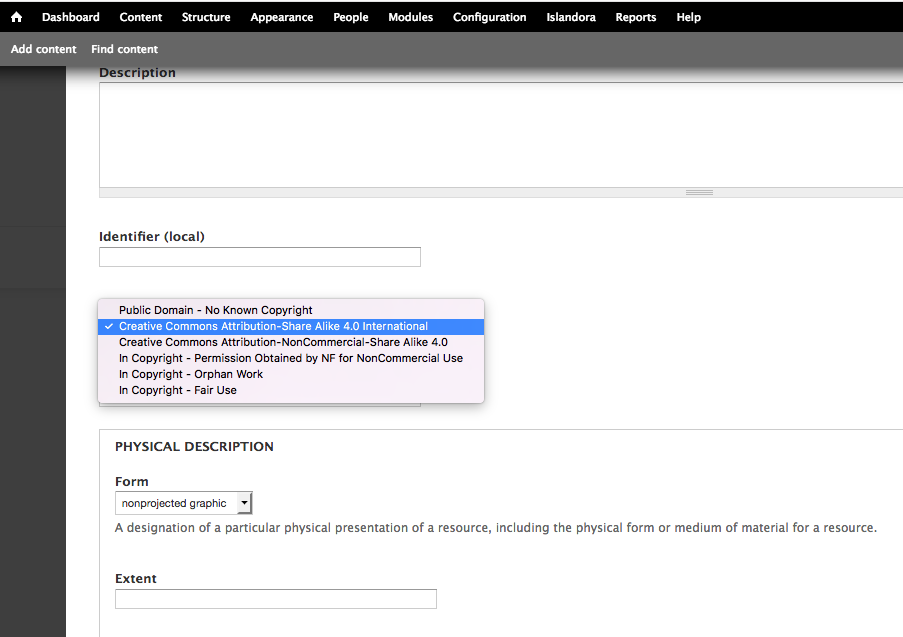 Dashboard Content Structure Appearance People Modules Configuration Islandora Reports Help
Add content Find content
Description
Identifier (local)
Public Domain - No Known Copyright
✓ Creative Commons Attribution-Share Alike 4.0 International
Creative Commons Attribution-NonCommercial-Share Alike 4.0
In Copyright - Permission Obtained by NF for NonCommercial Use
In Copyright - Orphan Work
In Copyright - Fair Use
PHYSICAL DESCRIPTION
Form
nonprojected graphic
A designation of a particular physical presentation of a resource, including the physical form or medium of material for a resource.
Extent